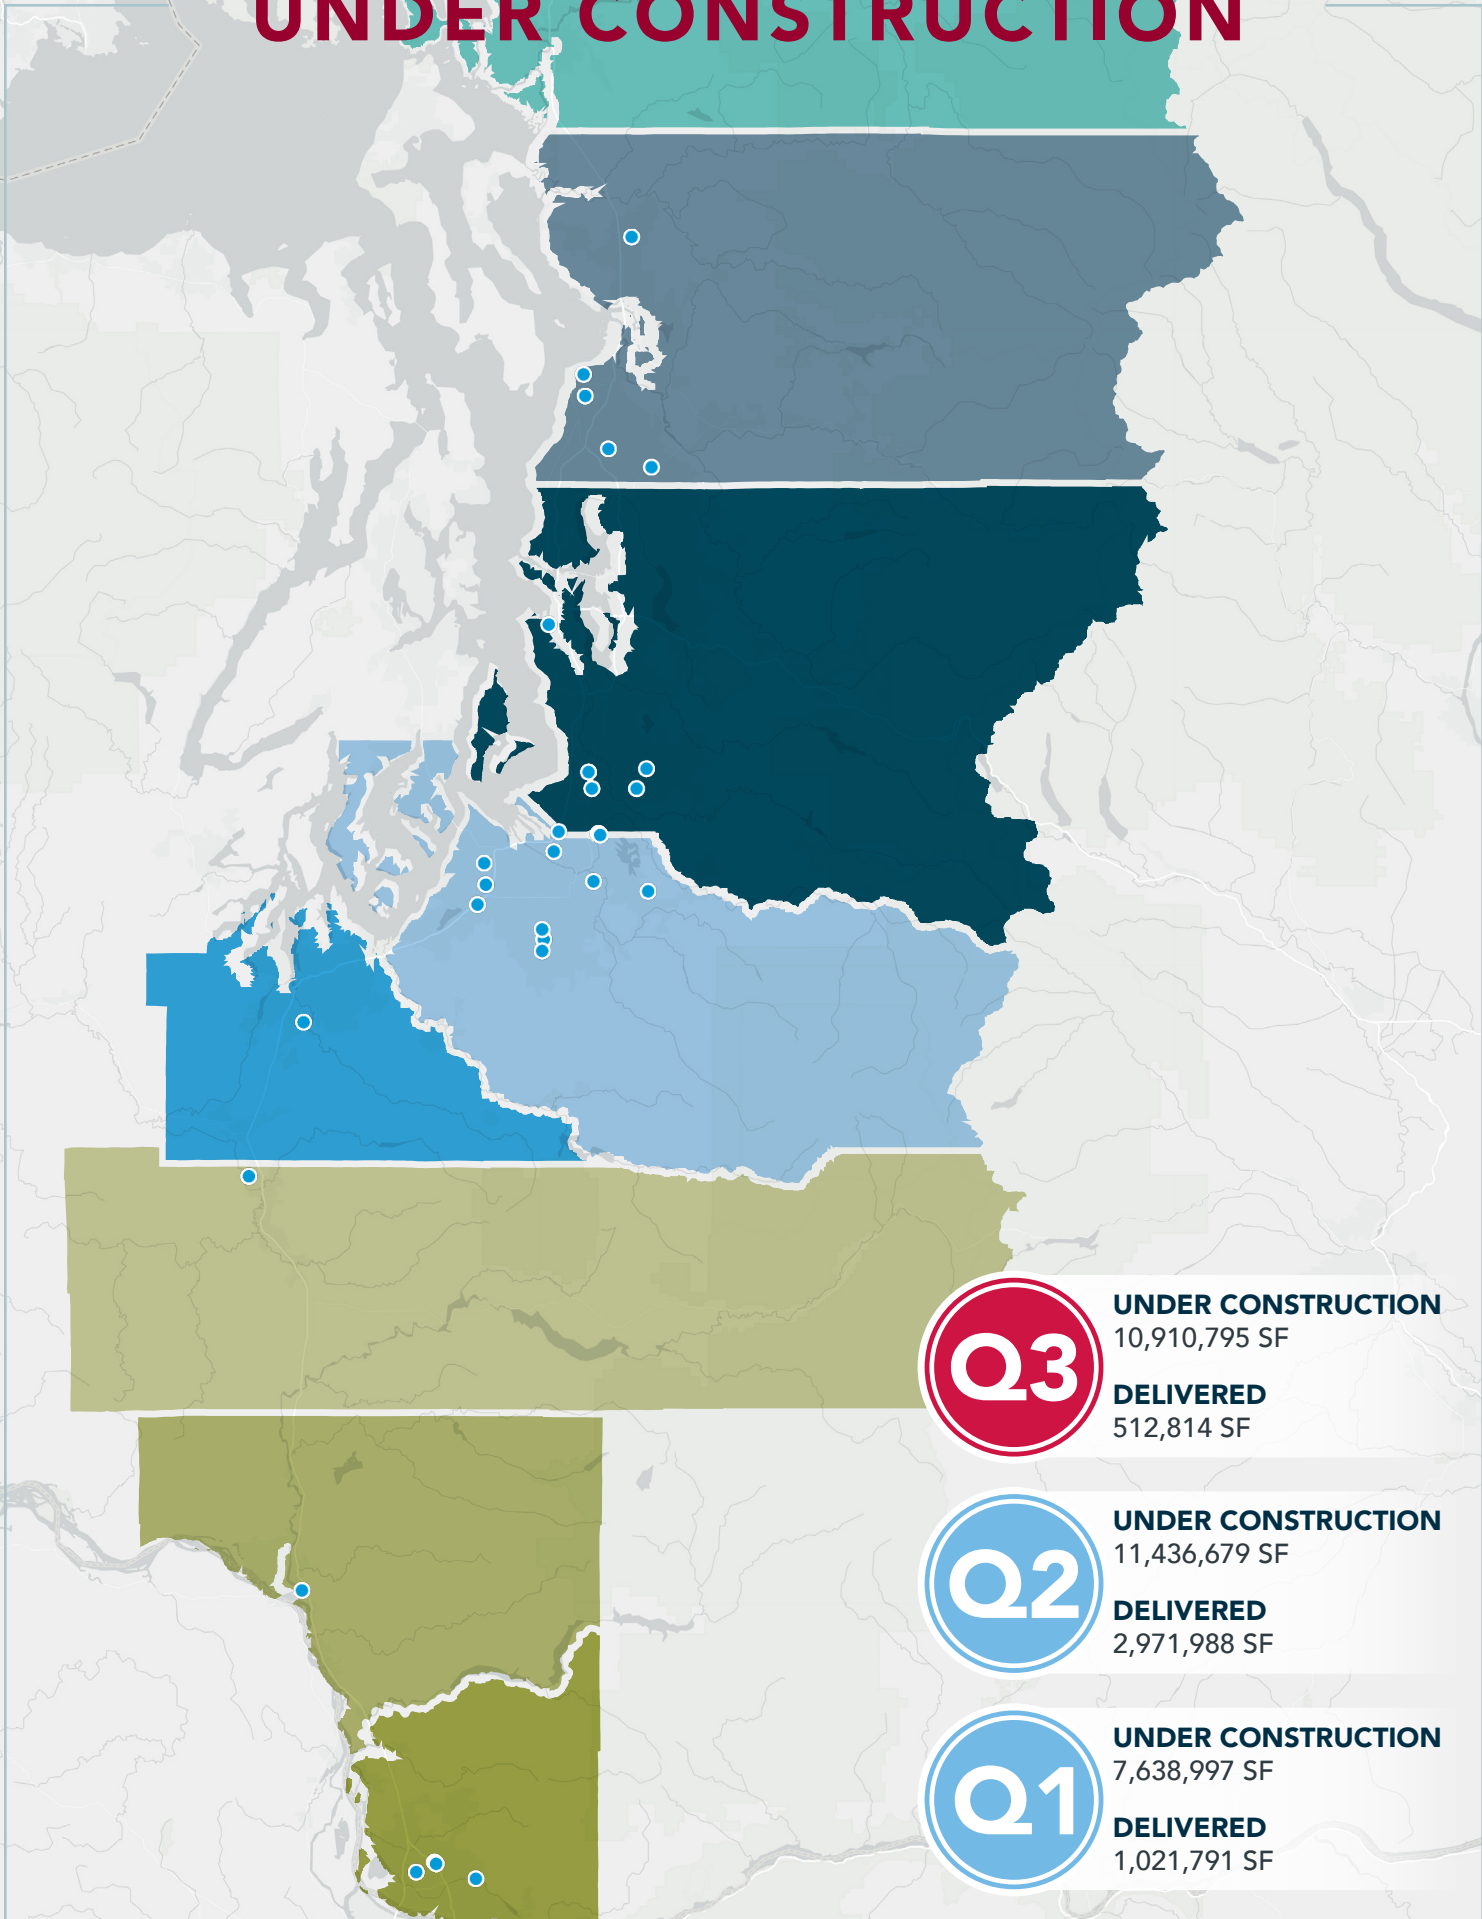 UNDER CONSTRUCTION
Q3
UNDER CONSTRUCTION
10,910,795 SF
DELIVERED
512,814 SF
Q2
UNDER CONSTRUCTION
11,436,679 SF
DELIVERED
2,971,988 SF
Q1
UNDER CONSTRUCTION
7,638,997 SF
DELIVERED
1,021,791 SF